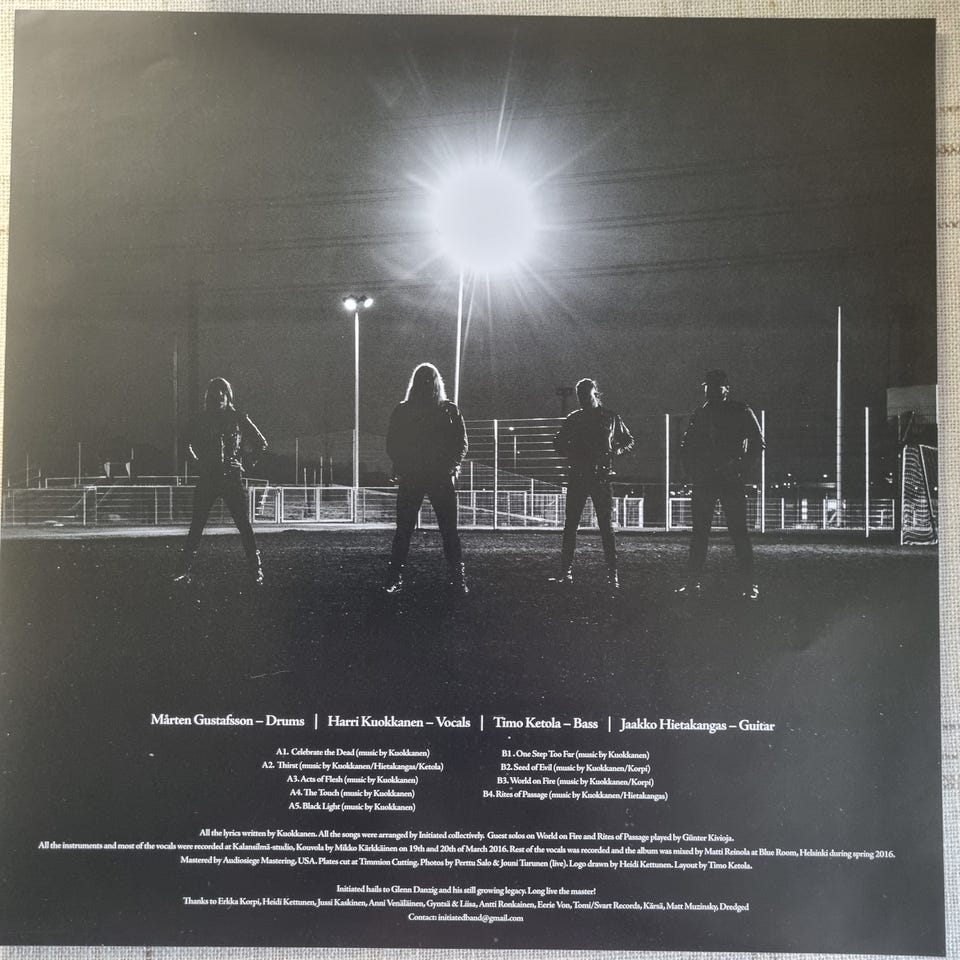 Mårten Gustafsson – Drums | Harri Kuokkanen – Vocals | Timo Ketola – Bass | Jaakko Hietakangas – Guitar
A1. Celebrate the Dead (music by Kuokkanen)
A2. Thirst (music by Kuokkanen/Hietakangas/Ketola)
A3. Acts of Flesh (music by Kuokkanen)
A4. The Touch (music by Kuokkanen)
A5. Black Light (music by Kuokkanen)
B1. One Step Too Far (music by Kuokkanen)
B2. Seed of Evil (music by Kuokkanen/Korpi)
B3. World on Fire (music by Kuokkanen/Korpi)
B4. Rites of Passage (music by Kuokkanen/Hietakangas)
All the lyrics written by Kuokkanen. All the songs were arranged by Initiated collectively. Guest solos on World on Fire and Rites of Passage played by Günter Kivioja.
All the instruments and most of the vocals were recorded at Kalansilmä-studio, Kouvola by Mikko Kärkkäinen on 19th and 20th of March 2016. Rest of the vocals was recorded and the album was mixed by Matti Reinola at Blue Room, Helsinki during spring 2016.
Mastered by Audiosiege Mastering, USA. Plates cut at Timmion Cutting. Photos by Perttu Salo & Jouni Turunen (live). Logo drawn by Heidi Kettunen. Layout by Timo Ketola.
Initiated hails to Glenn Danzig and his still growing legacy. Long live the master!
Thanks to Erkka Korpi, Heidi Kettunen, Jussi Kaskinen, Anni Venäläinen, Gyntsä & Liisa, Antti Ronkainen, Eerie Von, Tomi/Svart Records, Kärsä, Matt Muzinsky, Dredged
Contact: initiatedband@gmail.com